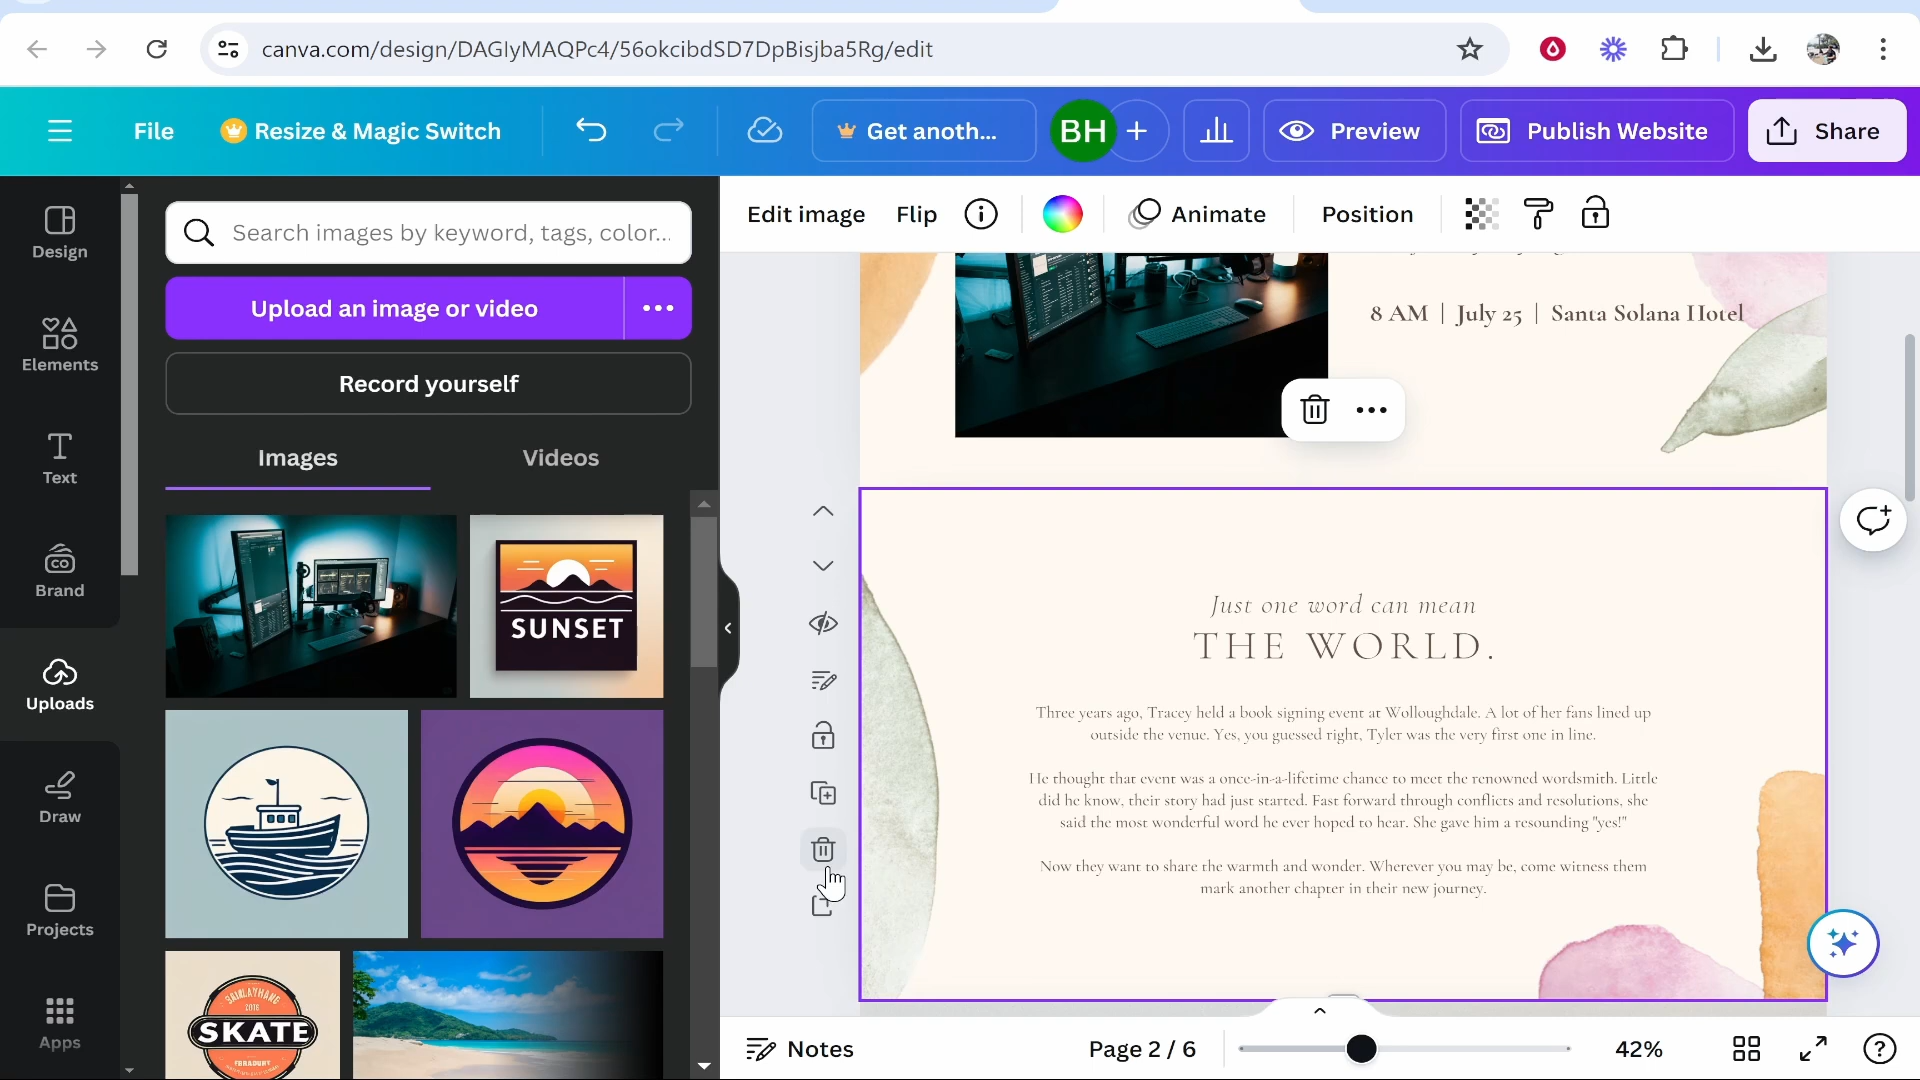 canva.com/design/DAGIyMAQPc4/56okcibdSD7DpBisjba5Rg/edit
File
Resize & Magic Switch
Get anoth...
BH
Preview
Publish Website
Share
Design
Elements
Text
Brand
Uploads
Draw
Projects
Apps
Search images by keyword, tags, color...
Upload an image or video
Record yourself
Images
Videos
SUNSET
SKATE
Edit image
Flip
Animate
Position
8 AM | July 25 | Santa Solana Hotel
Just one word can mean
THE WORLD.
Three years ago, Tracey held a book signing event at Wolloughdale. A lot of her fans lined up
outside the venue. Yes, you guessed right, Tyler was the very first one in line.
He thought that event was a once-in-a-lifetime chance to meet the renowned wordsmith. Little
did he know, their story had just started. Fast forward through conflicts and resolutions, she
said the most wonderful word he ever hoped to hear. She gave him a resounding "yes!"
Now they want to share the warmth and wonder. Wherever you may be, come witness them
mark another chapter in their new journey.
Notes
Page 2 / 6
42%